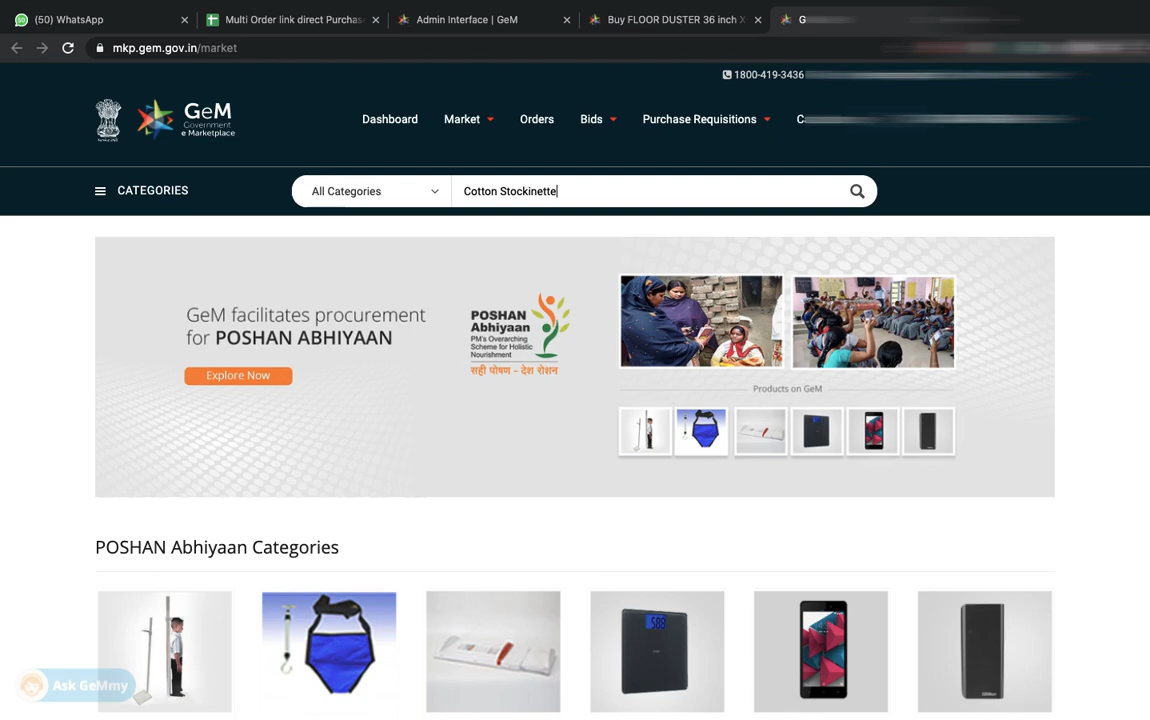 50 (50) WhatsApp
Multi Order link direct Purchas
Admin Interface | GeM
Buy FLOOR DUSTER 36 inch X
G
mkp.gem.gov.in/market
1800-419-3436
GeM
Government
e Marketplace
Dashboard Market Orders Bids Purchase Requisitions C
CATEGORIES
All Categories
Cotton Stockinette
GeM facilitates procurement
for POSHAN ABHIYAAN
Explore Now
POSHAN
Abhiyaan
PM's Overarching
Scheme for Holistic
Nourishment
सही पोषण - देश रोशन
Products on GeM
POSHAN Abhiyaan Categories
588
Ask GeMmy